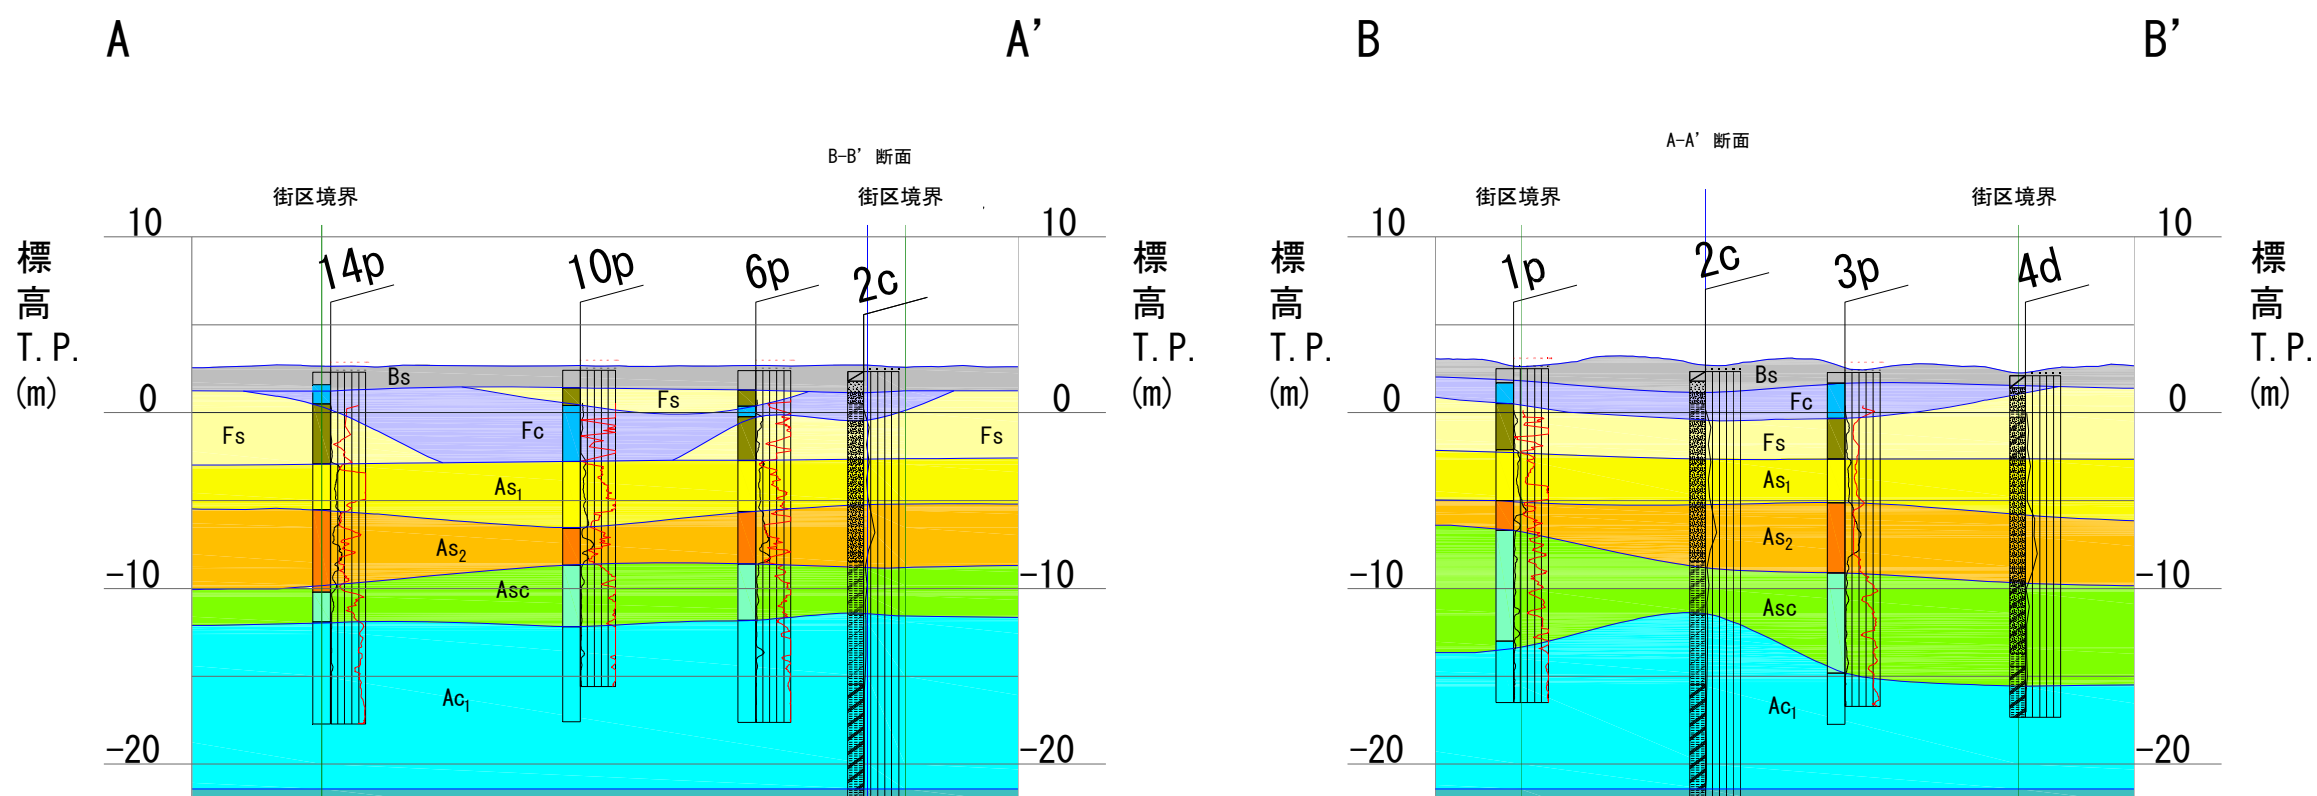 A
A'
B
B'
B-B' 断面
A-A' 断面
街区境界
街区境界
街区境界
街区境界
10
10
10
10
標高 T.P. (m)
標高 T.P. (m)
標高 T.P. (m)
標高 T.P. (m)
14p
10p
6p
2c
1p
2c
3p
4d
Bs
Bs
0
0
0
0
Fs
Fs
Fc
Fs
Fc
Fs
As1
As1
As2
As2
-10
-10
-10
-10
Asc
Asc
Ac1
Ac1
-20
-20
-20
-20